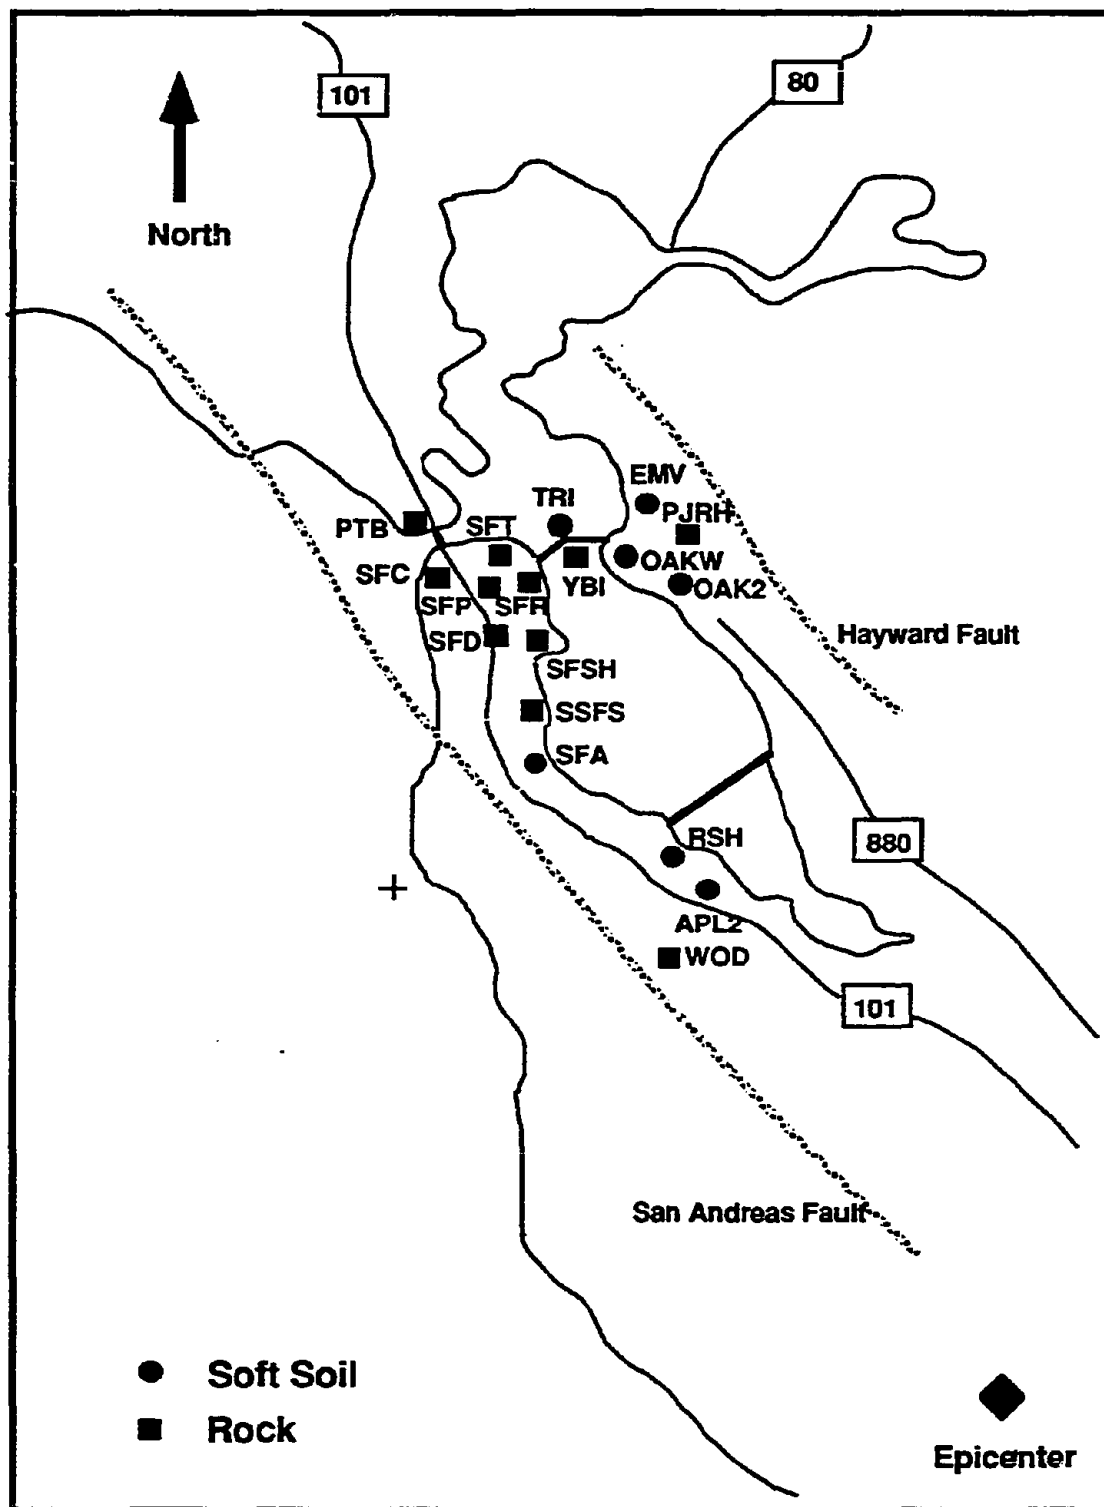 101
80
North
EMV
TRI
PJRH
PTB
SFT
OAKW
SFC
YBI
OAK2
SFP
SFR
SFD
Hayward Fault
SFSH
SSFS
SFA
RSH
880
APL2
WOD
101
San Andreas Fault
Soft Soil
Rock
Epicenter